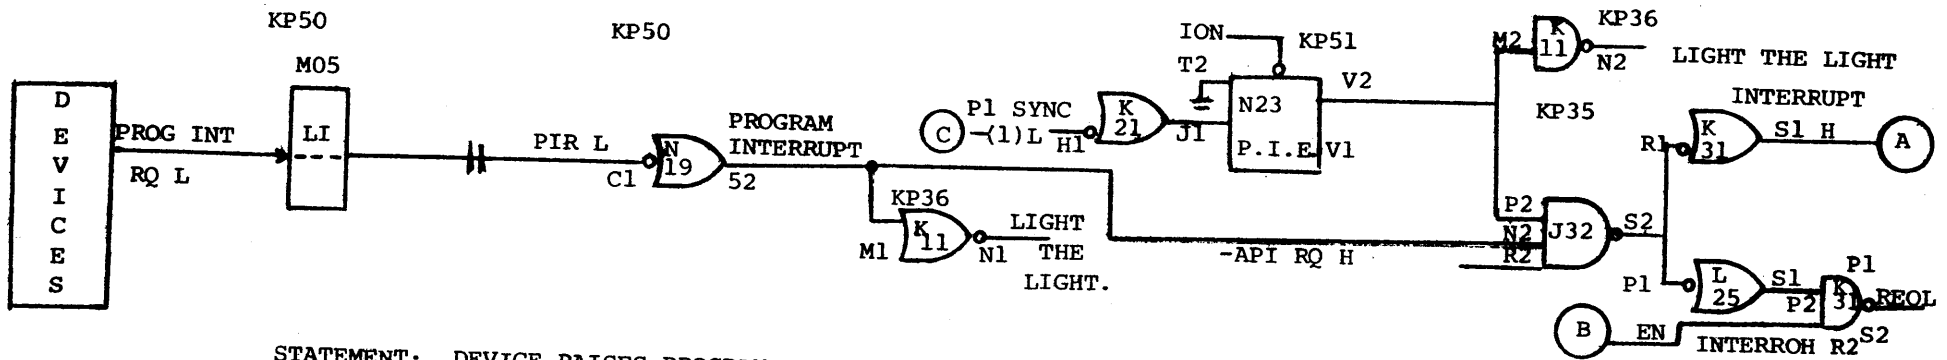 KP50
KP50
M05
DEVICES
PROG INT
RQ L
LI
PIR L
C1
N
19
PROGRAM
INTERRUPT
52
KP36
K
11
M1
N1
LIGHT
THE
LIGHT.
ION
KP51
T2
C
P1 SYNC
-(1)L
H1
K
21
J1
N23
P.I.E.
V2
V1
-API RQ H
M2
K
11
KP36
N2
LIGHT THE LIGHT
KP35
INTERRUPT
P2
N2
R2
J32
S2
R1
K
31
S1 H
A
P1
L
25
S1
P2
P1
K
31
REQL
S2
B
EN
INTERROH R2
STATEMENT: DEVICE RAISES PROGRAM